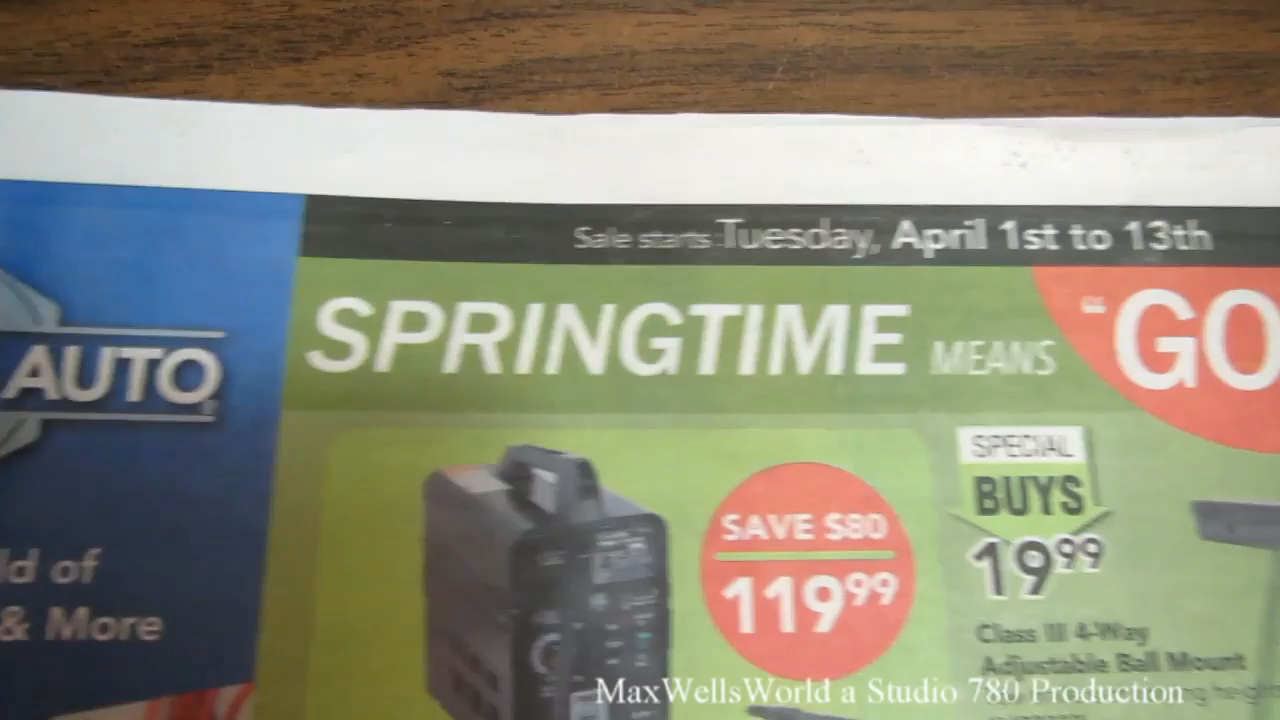 Sale starts Tuesday, April 1st to 13th
SPRINGTIME MEANS "GO
AUTO
SPECIAL
BUYS
SAVE $80
119 99
19 99
ld of
& More
Class III 4-Way
Adjustable Ball Mount
MaxWellsWorld a Studio 780 Production